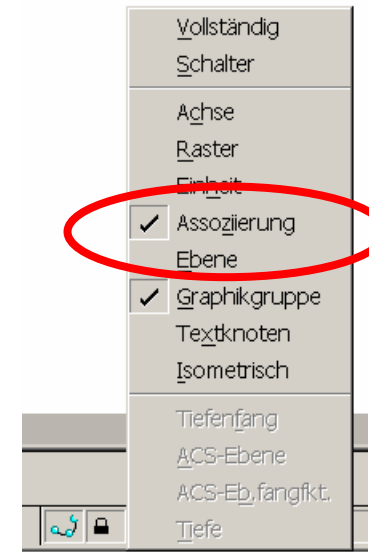 Vollständig
Schalter
Achse
Raster
Einheit
Assoziierung
Ebene
Graphikgruppe
Textknoten
Isometrisch
Tiefenfang
ACS-Ebene
ACS-Eb.fangfkt.
Tiefe